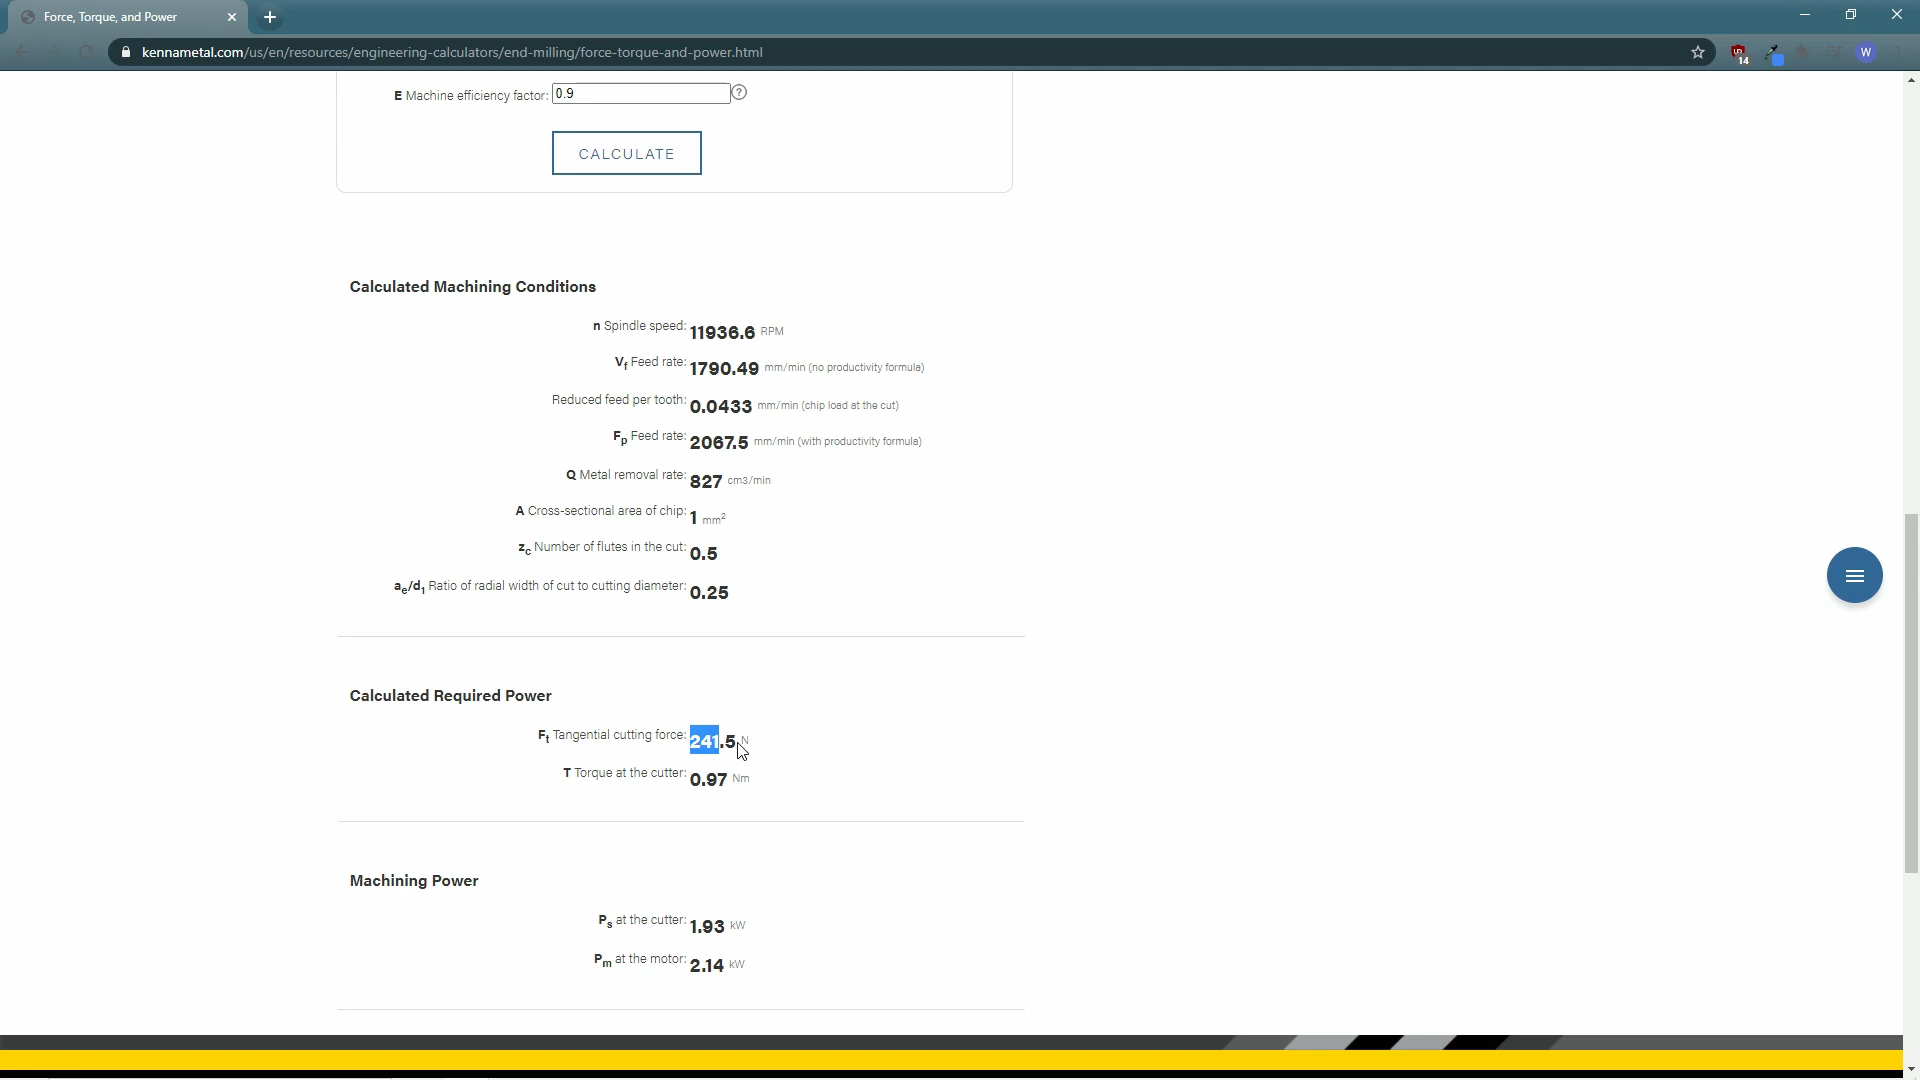 Force, Torque, and Power
kennametal.com/us/en/resources/engineering-calculators/end-milling/force-torque-and-power.html
14
W
E Machine efficiency factor: 0.9 ?
CALCULATE
Calculated Machining Conditions
n Spindle speed: 11936.6 RPM
Vf Feed rate: 1790.49 mm/min (no productivity formula)
Reduced feed per tooth: 0.0433 mm/min (chip load at the cut)
Fp Feed rate: 2067.5 mm/min (with productivity formula)
Q Metal removal rate: 827 cm3/min
A Cross-sectional area of chip: 1 mm²
zc Number of flutes in the cut: 0.5
ae/d1 Ratio of radial width of cut to cutting diameter: 0.25
Calculated Required Power
Ft Tangential cutting force: 241.5 N
T Torque at the cutter: 0.97 Nm
Machining Power
Ps at the cutter: 1.93 kW
Pm at the motor: 2.14 kW